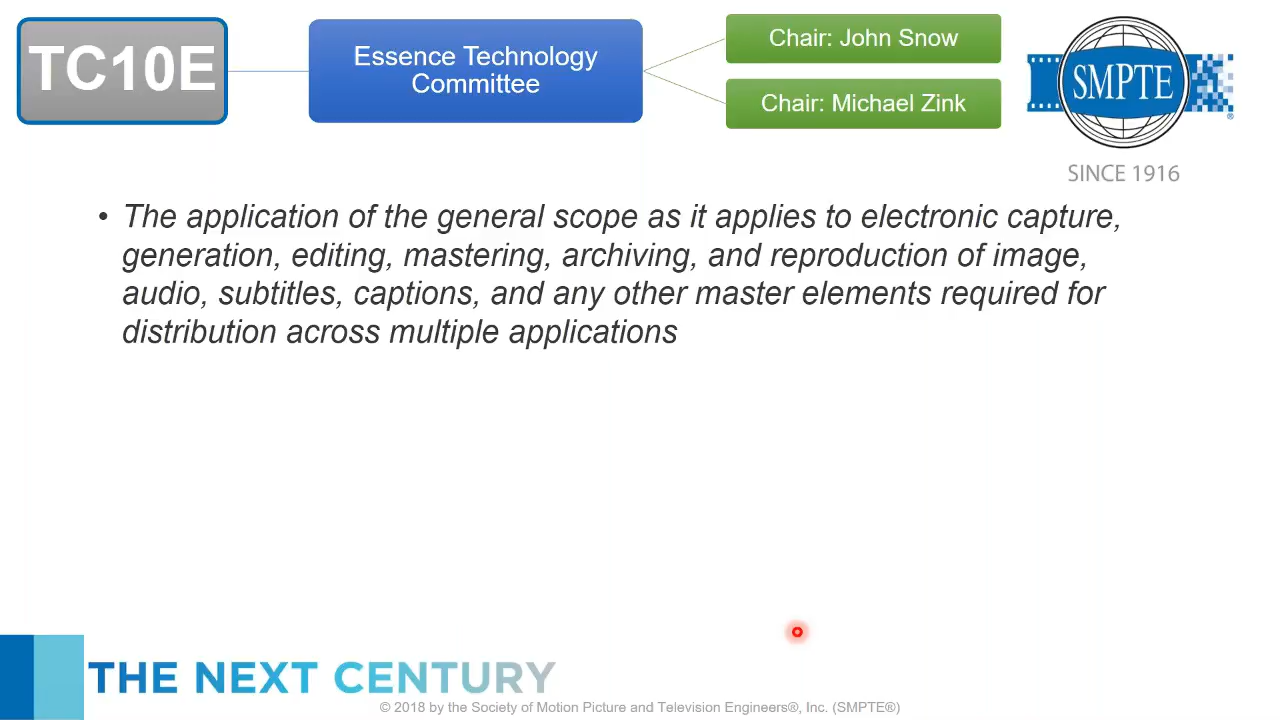 TC10E
Essence Technology
Committee
Chair: John Snow
Chair: Michael Zink
SMPTE
®
SINCE 1916
• The application of the general scope as it applies to electronic capture,
generation, editing, mastering, archiving, and reproduction of image,
audio, subtitles, captions, and any other master elements required for
distribution across multiple applications
THE NEXT CENTURY
© 2018 by the Society of Motion Picture and Television Engineers®, Inc. (SMPTE®)